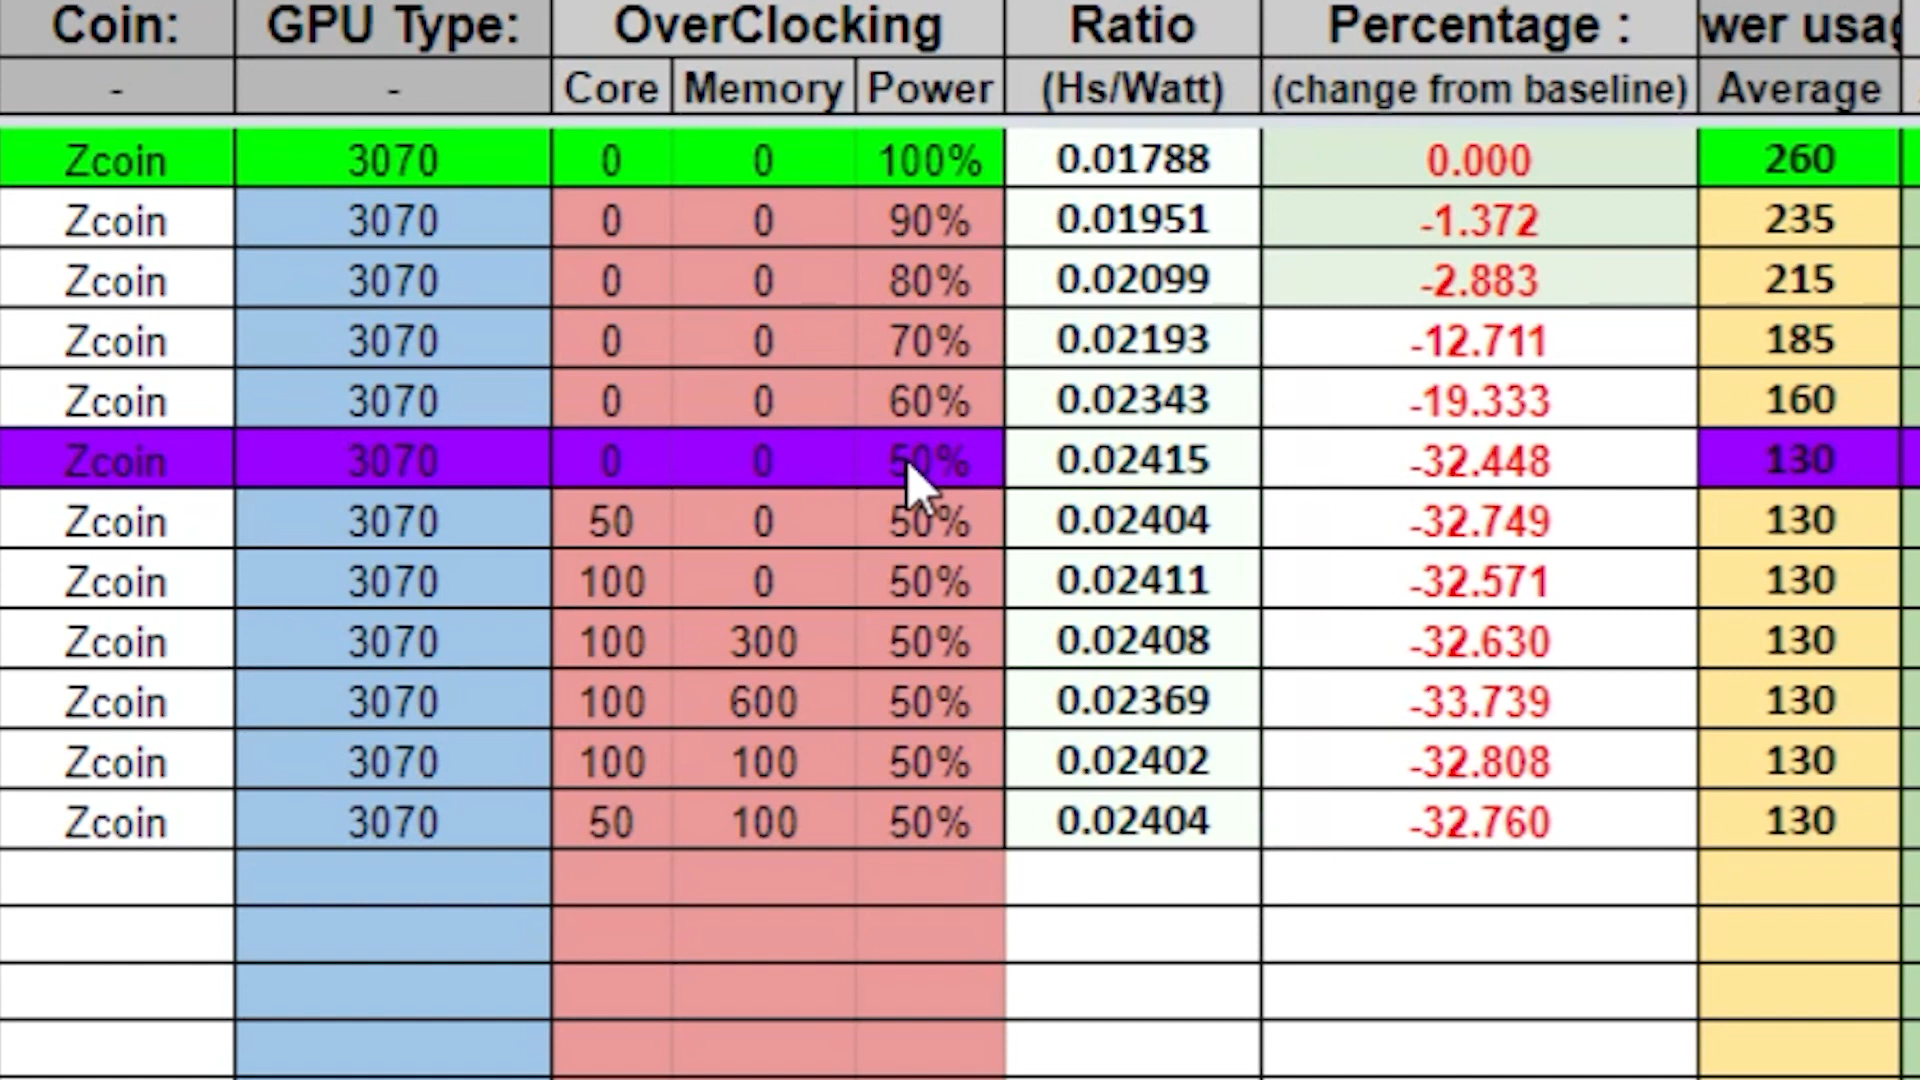 Coin: GPU Type: OverClocking Ratio Percentage : wer usag
- - Core Memory Power (Hs/Watt) (change from baseline) Average
Zcoin 3070 0 0 100% 0.01788 0.000 260
Zcoin 3070 0 0 90% 0.01951 -1.372 235
Zcoin 3070 0 0 80% 0.02099 -2.883 215
Zcoin 3070 0 0 70% 0.02193 -12.711 185
Zcoin 3070 0 0 60% 0.02343 -19.333 160
Zcoin 3070 0 0 50% 0.02415 -32.448 130
Zcoin 3070 50 0 50% 0.02404 -32.749 130
Zcoin 3070 100 0 50% 0.02411 -32.571 130
Zcoin 3070 100 300 50% 0.02408 -32.630 130
Zcoin 3070 100 600 50% 0.02369 -33.739 130
Zcoin 3070 100 100 50% 0.02402 -32.808 130
Zcoin 3070 50 100 50% 0.02404 -32.760 130